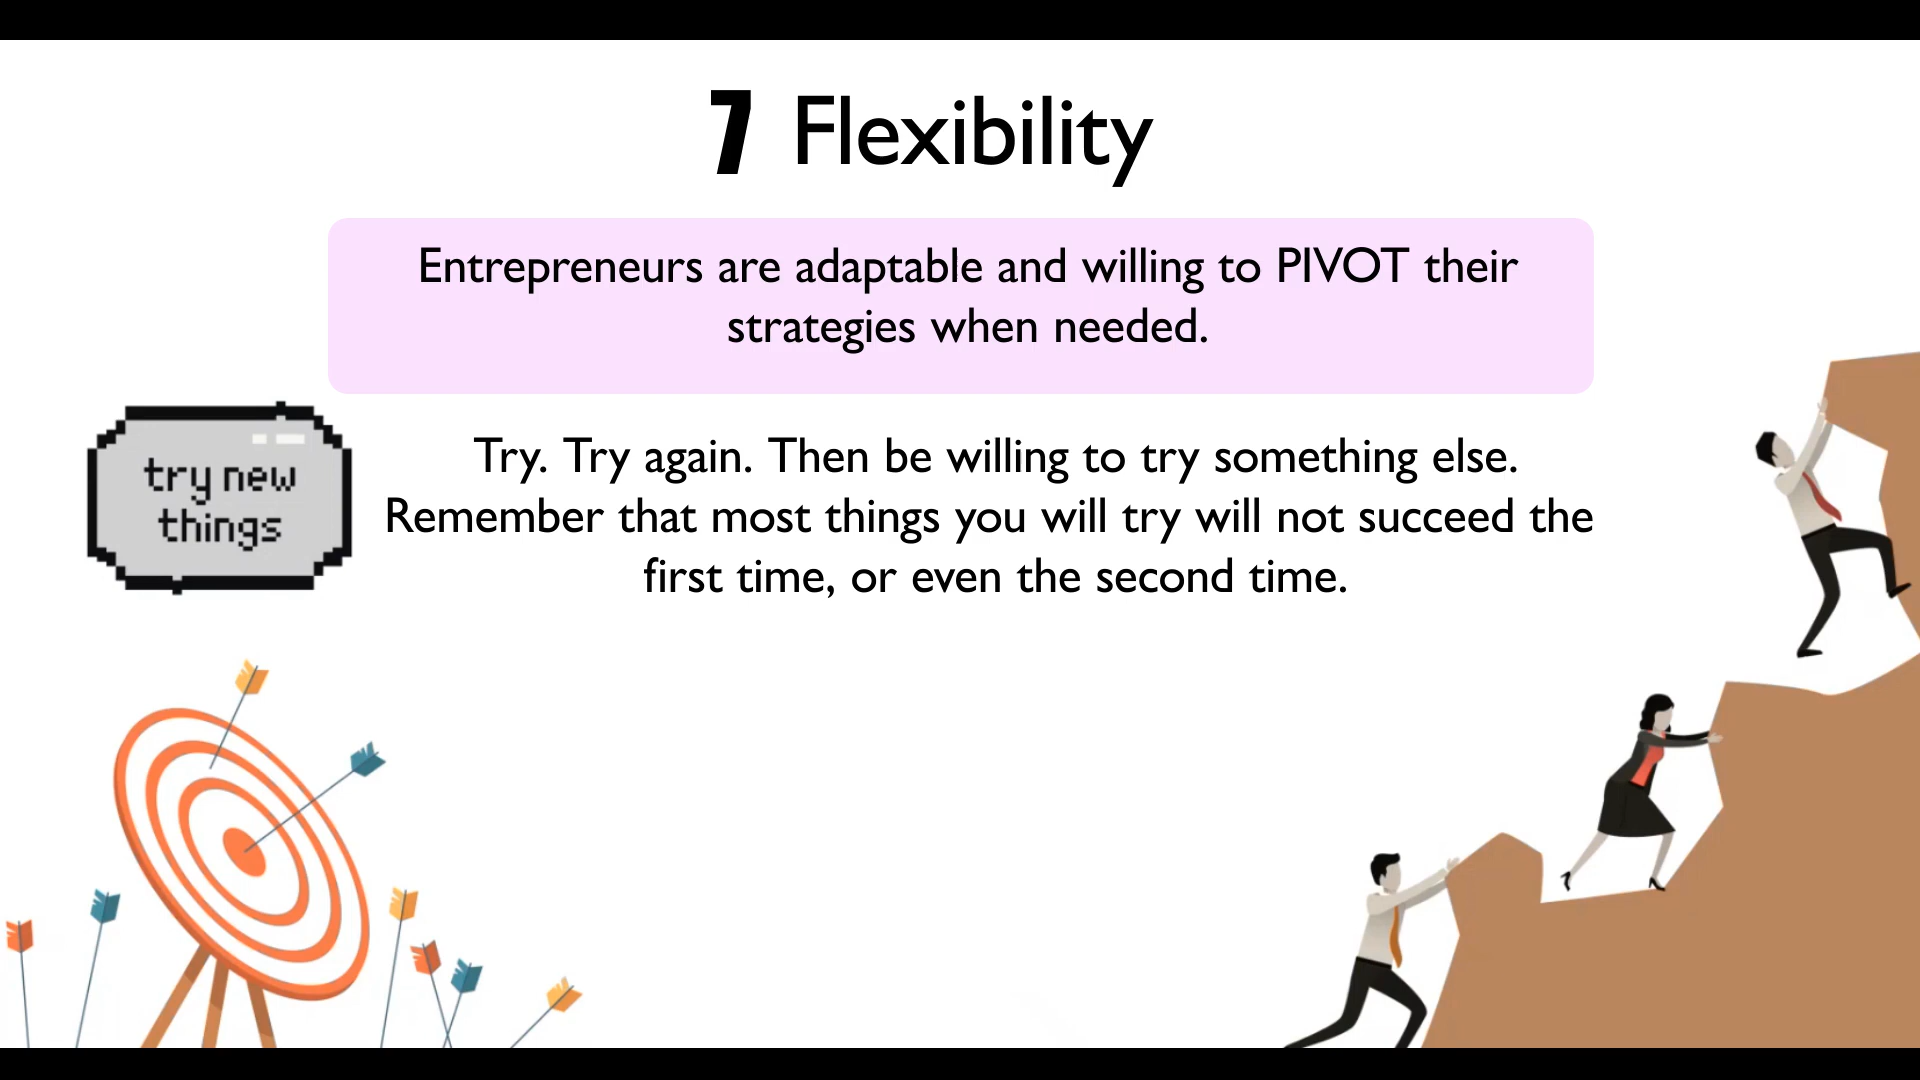 7 Flexibility
Entrepreneurs are adaptable and willing to PIVOT their
strategies when needed.
try new
things
Try. Try again. Then be willing to try something else.
Remember that most things you will try will not succeed the
first time, or even the second time.